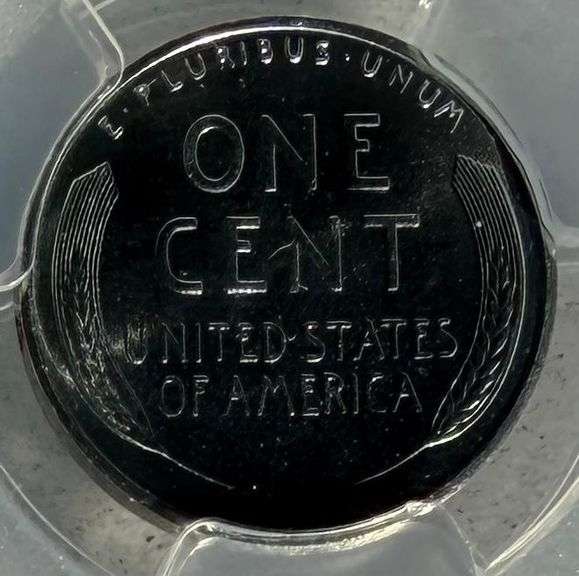 E·PLURIBUS·UNUM
ONE
CENT
UNITED·STATES
OF AMERICA